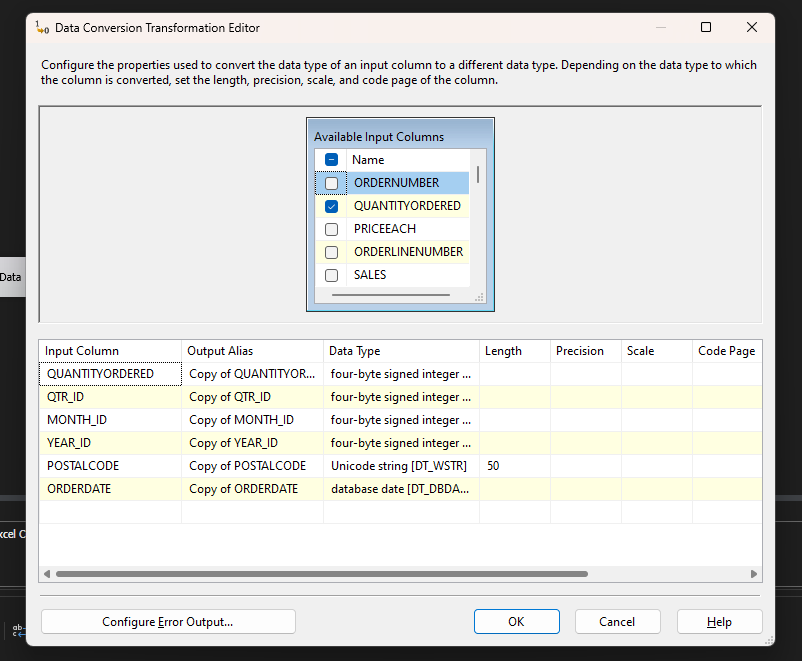 Data Conversion Transformation Editor
Configure the properties used to convert the data type of an input column to a different data type. Depending on the data type to which
the column is converted, set the length, precision, scale, and code page of the column.
Available Input Columns
Name
ORDERNUMBER
QUANTITYORDERED
PRICEEACH
ORDERLINENUMBER
SALES
Data
Input Column Output Alias Data Type Length Precision Scale Code Page
QUANTITYORDERED Copy of QUANTITYOR... four-byte signed integer ...
QTR_ID Copy of QTR_ID four-byte signed integer ...
MONTH_ID Copy of MONTH_ID four-byte signed integer ...
YEAR_ID Copy of YEAR_ID four-byte signed integer ...
POSTALCODE Copy of POSTALCODE Unicode string [DT_WSTR] 50
ORDERDATE Copy of ORDERDATE database date [DT_DBDA...
xcel C
Configure Error Output... OK Cancel Help